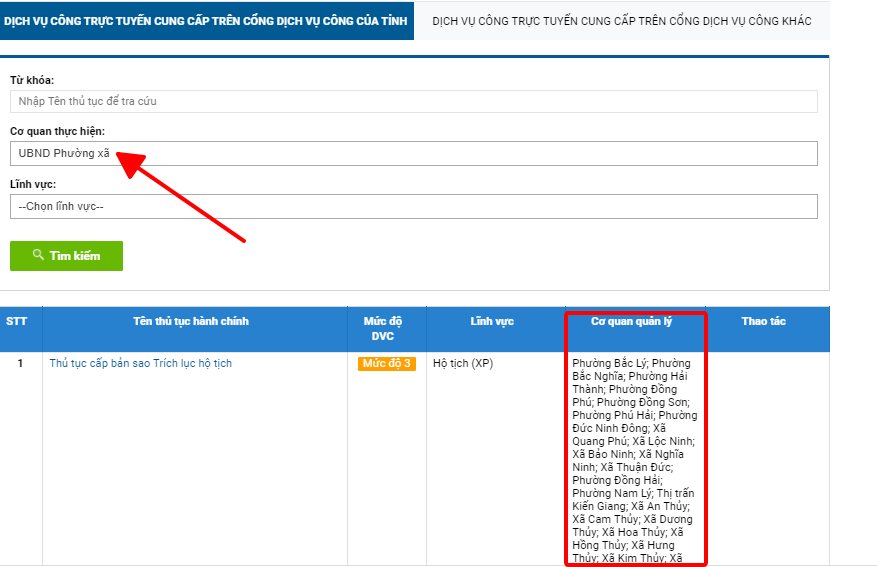 DỊCH VỤ CÔNG TRỰC TUYẾN CUNG CẤP TRÊN CỔNG DỊCH VỤ CÔNG CỦA TỈNH
DỊCH VỤ CÔNG TRỰC TUYẾN CUNG CẤP TRÊN CỔNG DỊCH VỤ CÔNG KHÁC
Từ khóa:
Nhập Tên thủ tục để tra cứu
Cơ quan thực hiện:
UBND Phường xã
Lĩnh vực:
--Chọn lĩnh vực--
Tìm kiếm
STT
Tên thủ tục hành chính
Mức độ
DVC
Lĩnh vực
Cơ quan quản lý
Thao tác
1
Thủ tục cấp bản sao Trích lục hộ tịch
Mức độ 3
Hộ tịch (XP)
Phường Bắc Lý; Phường
Bắc Nghĩa; Phường Hải
Thành; Phường Đồng
Phú; Phường Đồng Sơn;
Phường Phú Hải; Phường
Đức Ninh Đông; Xã
Quang Phú; Xã Lộc Ninh;
Xã Bảo Ninh; Xã Nghĩa
Ninh; Xã Thuận Đức;
Phường Đồng Hải;
Phường Nam Lý; Thị trấn
Kiến Giang; Xã An Thủy;
Xã Cam Thủy; Xã Dương
Thủy; Xã Hoa Thủy; Xã
Hồng Thủy; Xã Hưng
Thủy; Xã Kim Thủy; Xã